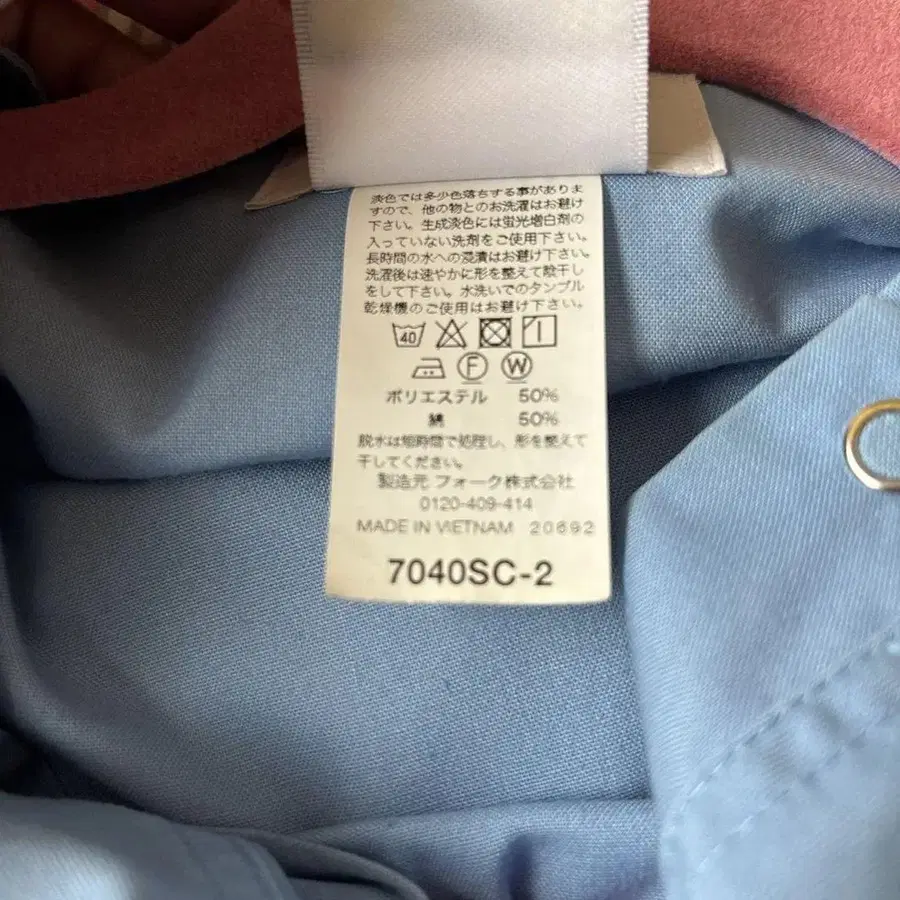 淡色では多少色落ちする事がありま
すので、他の物とのお洗濯はお避け
下さい。生成淡色には蛍光増白剤の
入っていない洗剤をご使用下さい。
長時間の水への浸漬はお避け下さい。
洗濯後は速やかに形を整えて陰干し
をして下さい。水洗いでのタンブル
乾燥機のご使用はお避け下さい。
40
F W
ポリエステル 50%
綿 50%
脱水は短時間で処理し、形を整えて
干してください。
製造元 フォーク株式会社
0120-409-414
MADE IN VIETNAM 20692
7040SC-2